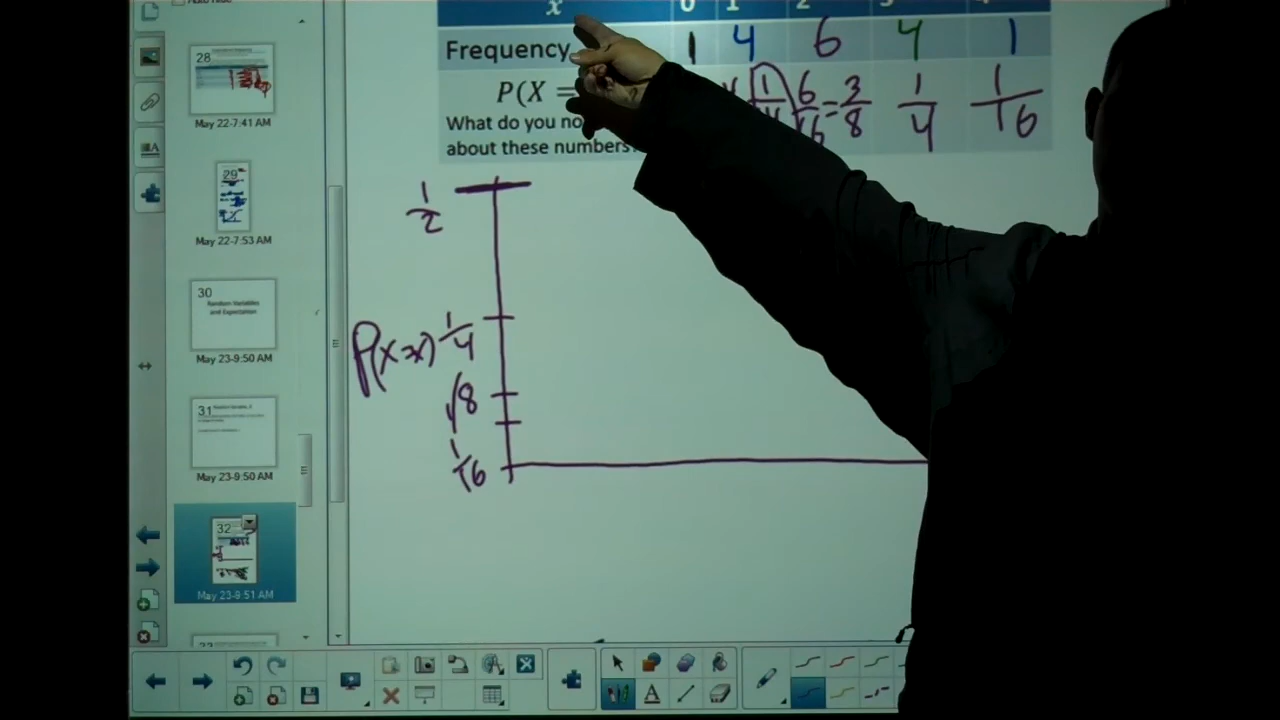 x 0 1 2
Frequency 1 4 6 4 1
P(X = 1/4 6/16=3/8 1/4 1/16
What do you no
about these numbers
1/2
P(X=x) 1/4
1/8
1/16
28
May 22-7:41 AM
29
May 22-7:53 AM
30
Random Variables
and Expectation
May 23-9:50 AM
31
May 23-9:50 AM
32
May 23-9:51 AM